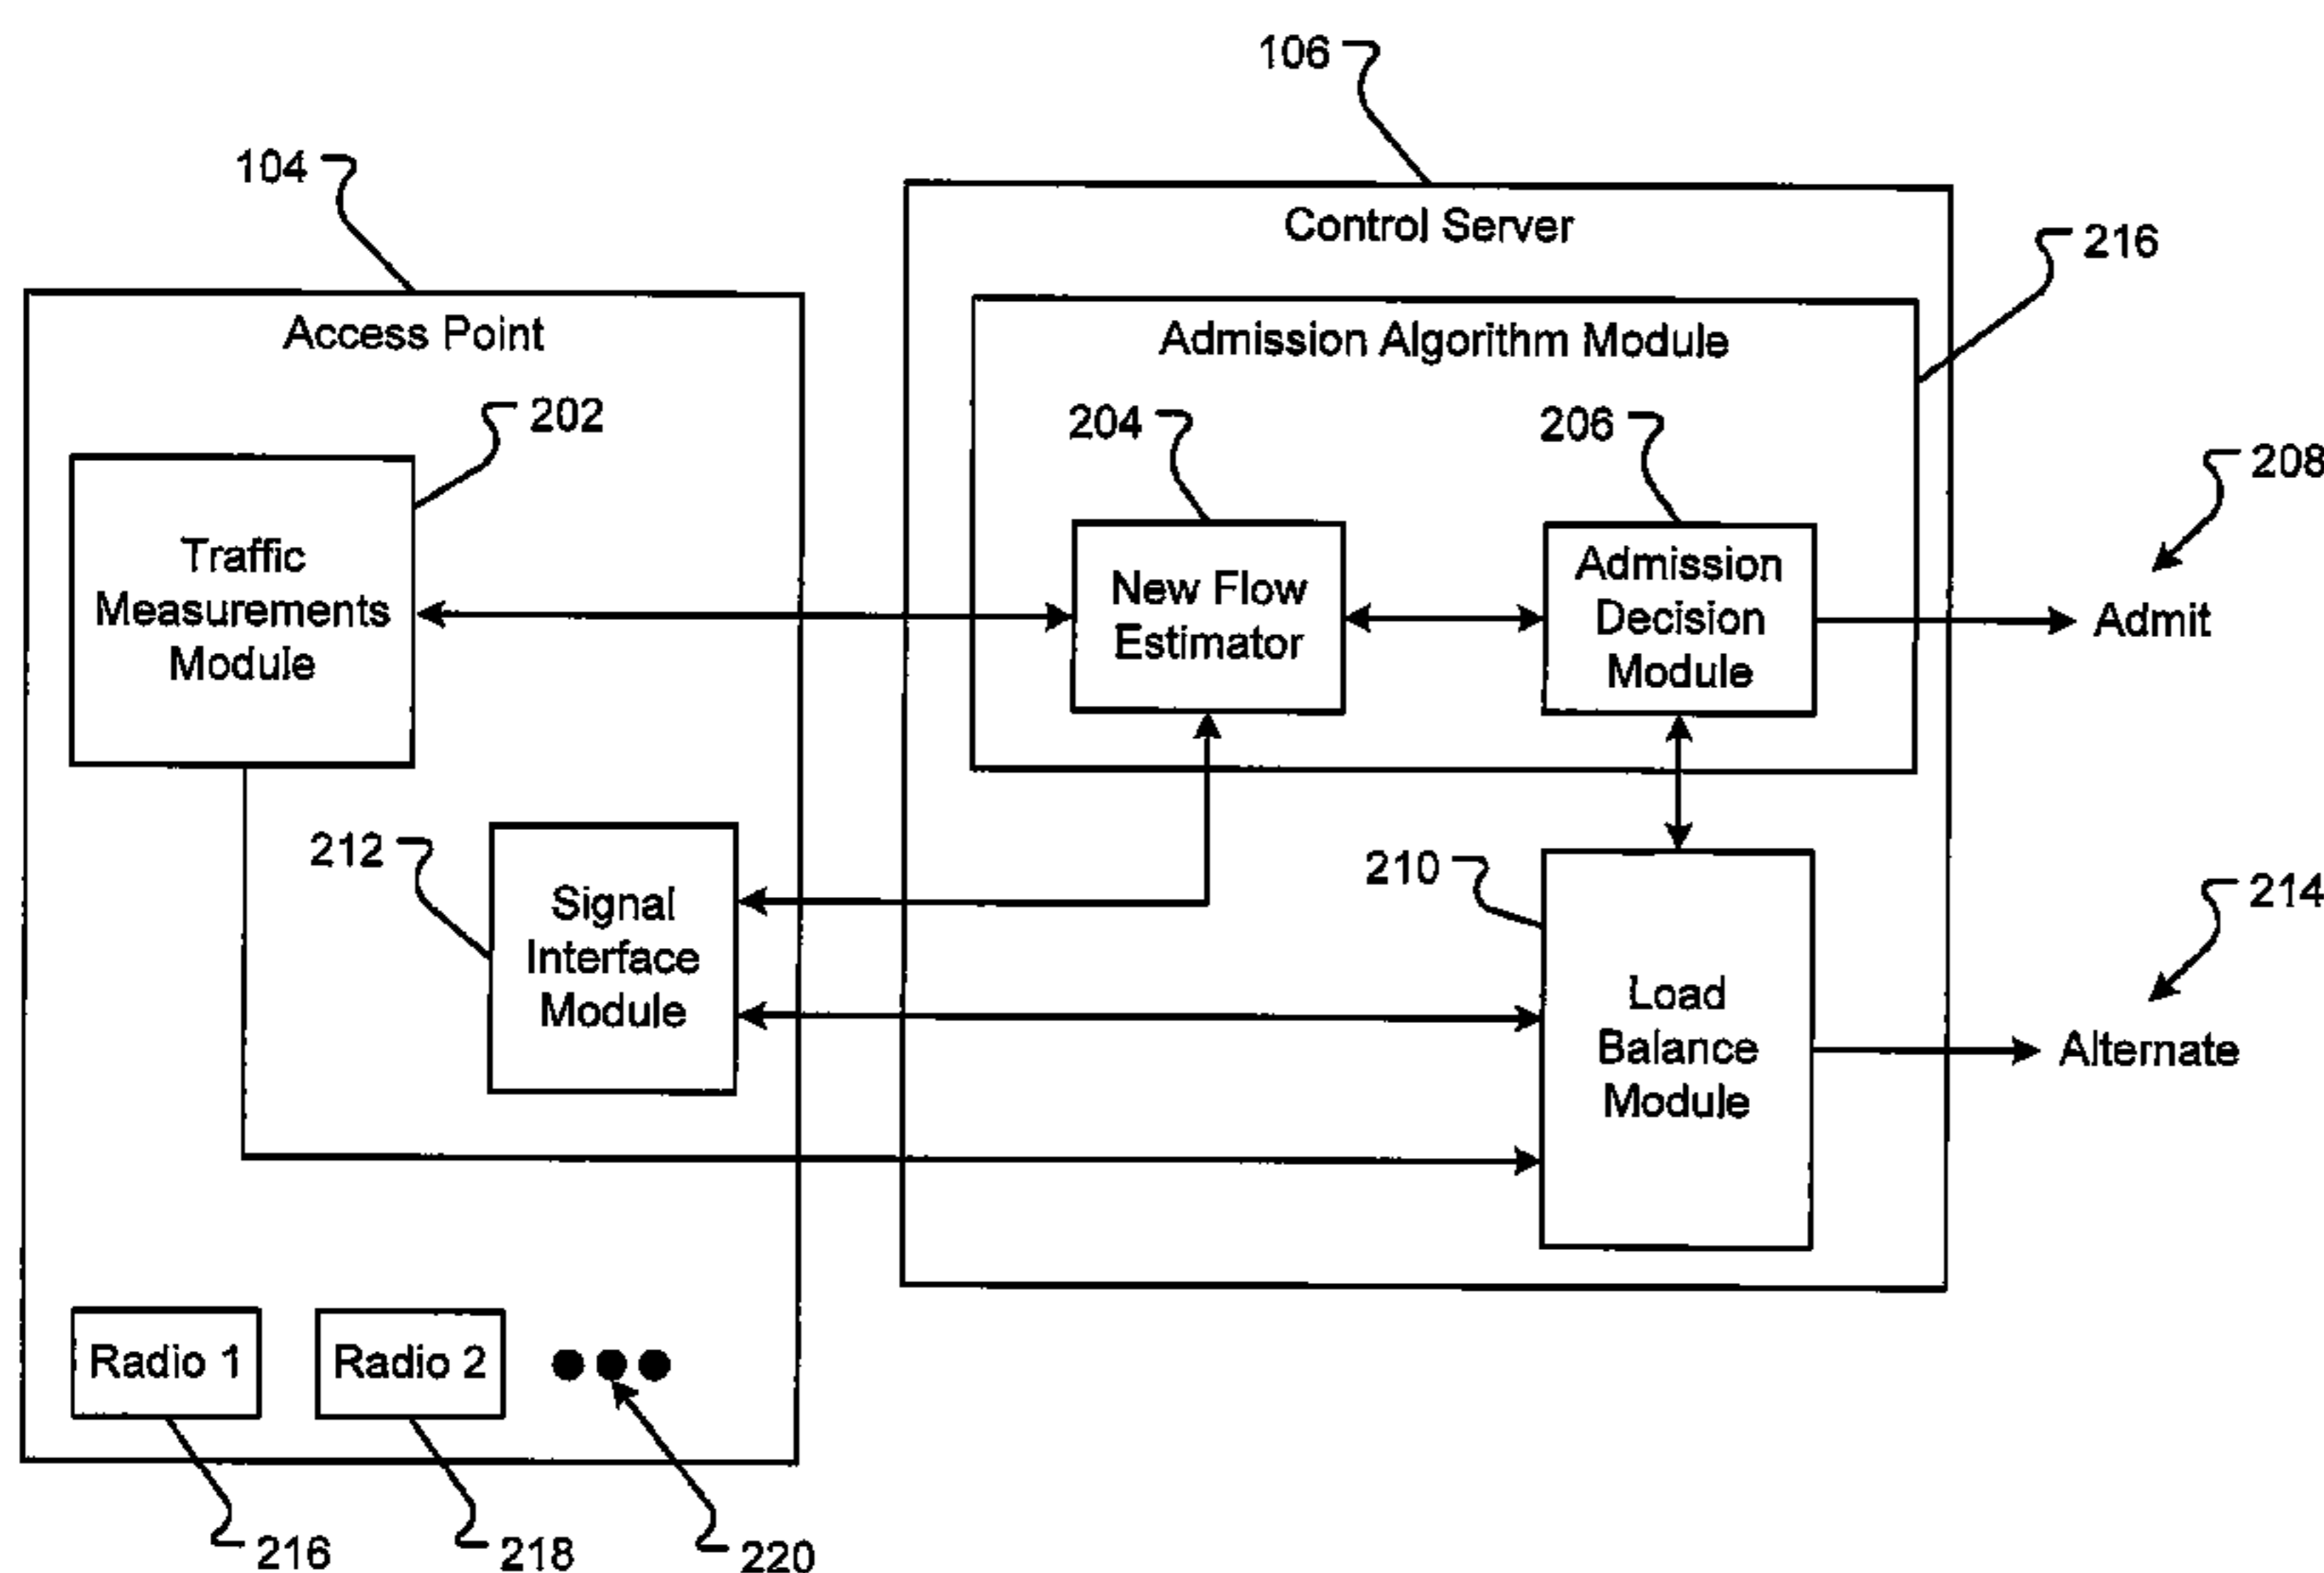 106
Control Server
104
Access Point
216
Admission Algorithm Module
202
204
206
208
Traffic
Measurements
Module
New Flow
Estimator
Admission
Decision
Module
Admit
212
Signal
Interface
Module
210
Load
Balance
Module
214
Alternate
Radio 1
Radio 2
216
218
220